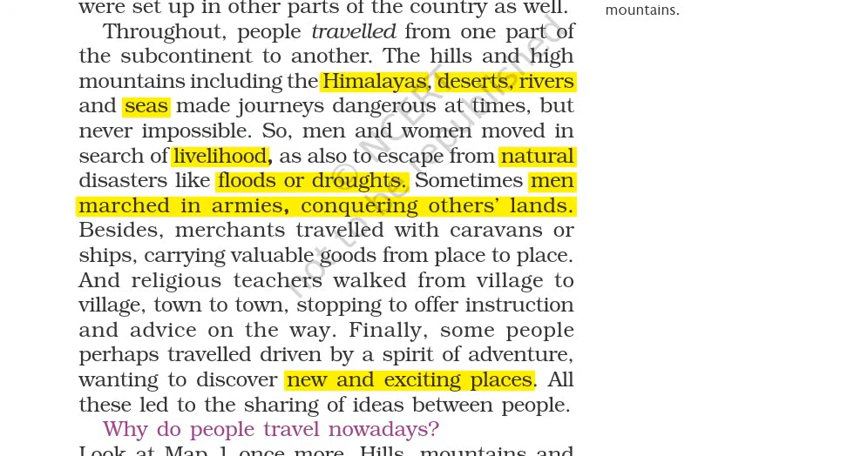 were set up in other parts of the country as well.
mountains.
Throughout, people travelled from one part of
the subcontinent to another. The hills and high
mountains including the Himalayas, deserts, rivers
and seas made journeys dangerous at times, but
never impossible. So, men and women moved in
search of livelihood, as also to escape from natural
disasters like floods or droughts. Sometimes men
marched in armies, conquering others' lands.
Besides, merchants travelled with caravans or
ships, carrying valuable goods from place to place.
And religious teachers walked from village to
village, town to town, stopping to offer instruction
and advice on the way. Finally, some people
perhaps travelled driven by a spirit of adventure,
wanting to discover new and exciting places. All
these led to the sharing of ideas between people.
Why do people travel nowadays?
Look at Map 1 once more. Hills, mountains and
© NCERT
not to be republished